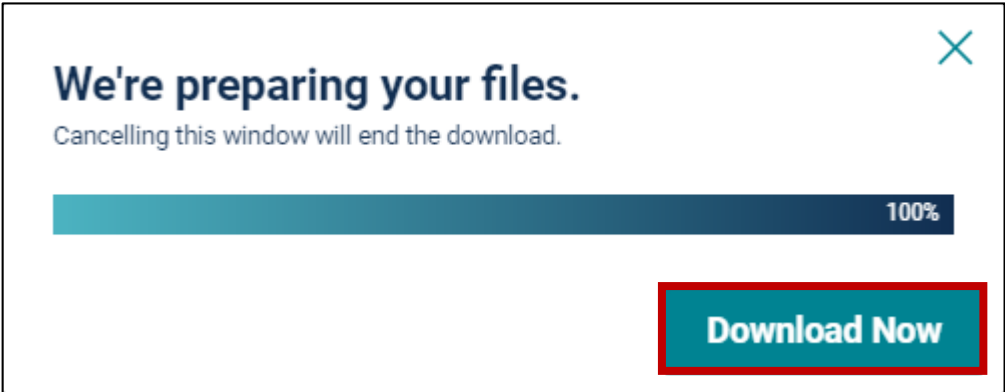 We're preparing your files.
Cancelling this window will end the download.
100%
Download Now